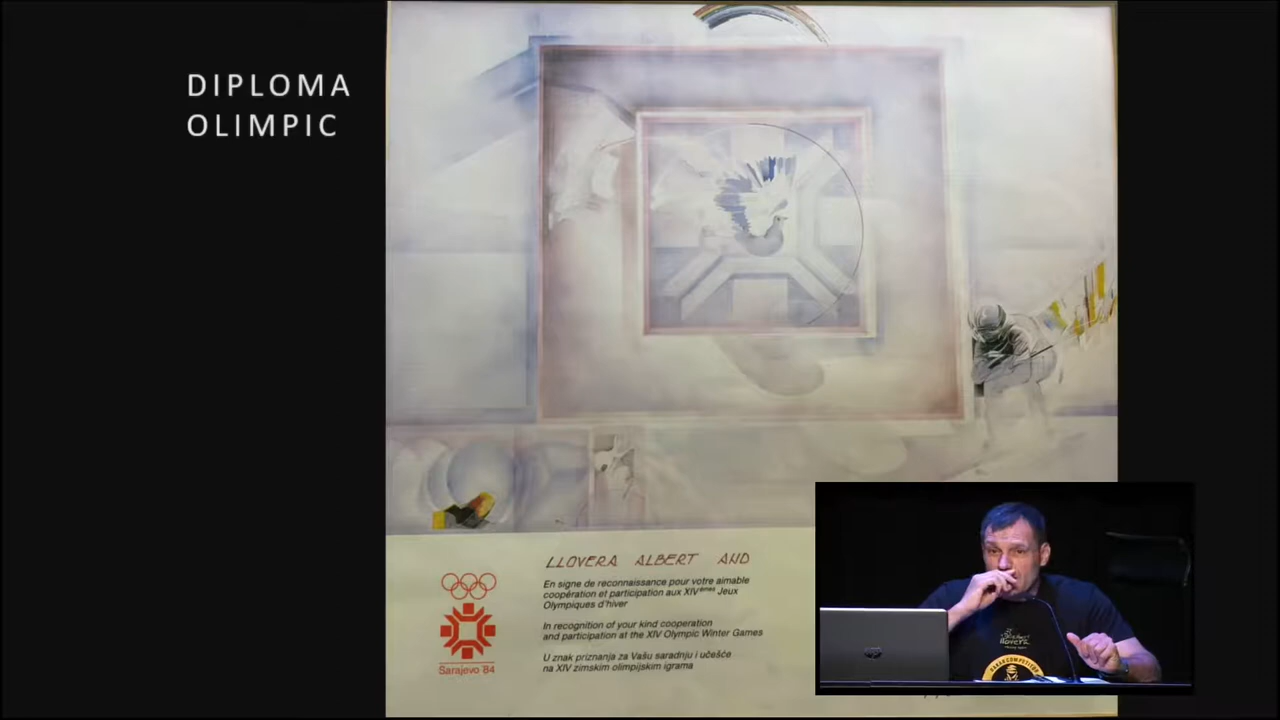 DIPLOMA
OLIMPIC
LLOVERA ALBERT AND
En signe de reconnaissance pour votre aimable
coopération et participation aux XIVèmes Jeux
Olympiques d'hiver
In recognition of your kind cooperation
and participation at the XIV Olympic Winter Games
U znak priznanja za Vašu saradnju i učešće
na XIV zimskim olimpijskim igrama
Sarajevo '84
hp